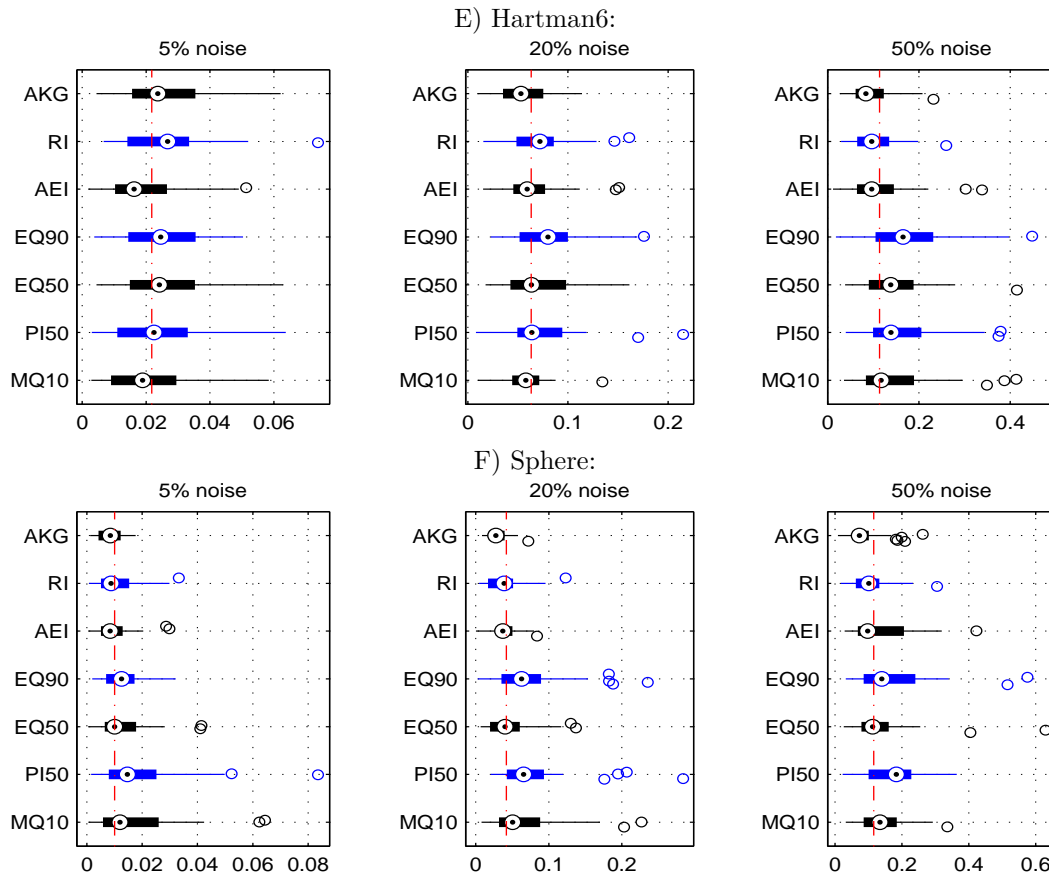 E) Hartman6:
5% noise
20% noise
50% noise
AKG
RI
AEI
EQ90
EQ50
PI50
MQ10
0 0.02 0.04 0.06
AKG
RI
AEI
EQ90
EQ50
PI50
MQ10
0 0.1 0.2
AKG
RI
AEI
EQ90
EQ50
PI50
MQ10
0 0.2 0.4
F) Sphere:
5% noise
20% noise
50% noise
AKG
RI
AEI
EQ90
EQ50
PI50
MQ10
0 0.02 0.04 0.06 0.08
AKG
RI
AEI
EQ90
EQ50
PI50
MQ10
0 0.1 0.2
AKG
RI
AEI
EQ90
EQ50
PI50
MQ10
0 0.2 0.4 0.6